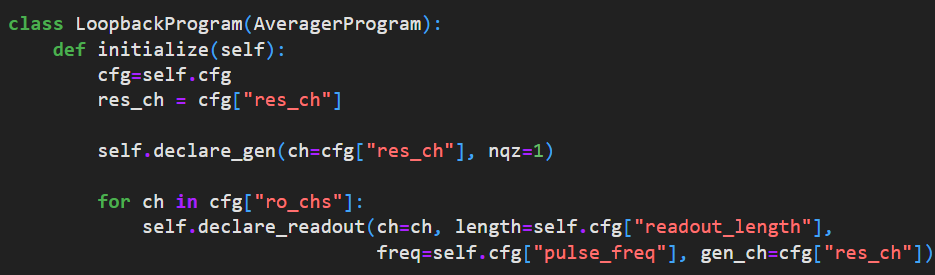 class LoopbackProgram(AveragerProgram):
    def initialize(self):
        cfg=self.cfg
        res_ch = cfg["res_ch"]
        self.declare_gen(ch=cfg["res_ch"], nqz=1)
        for ch in cfg["ro_chs"]:
            self.declare_readout(ch=ch, length=self.cfg["readout_length"],
                                 freq=self.cfg["pulse_freq"], gen_ch=cfg["res_ch"])